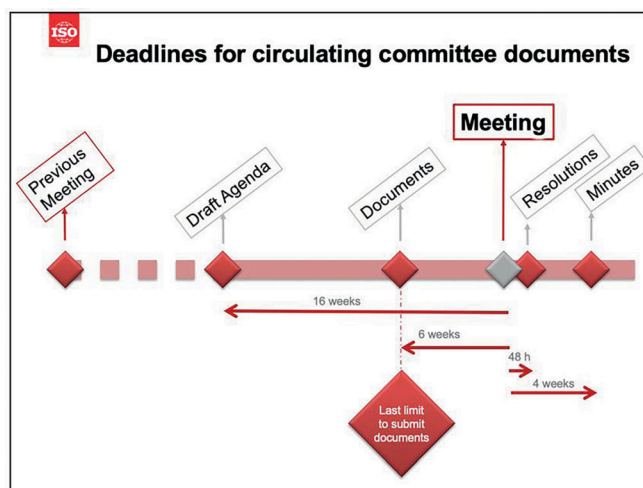 ISO
Deadlines for circulating committee documents
Meeting
Previous
Meeting
Draft Agenda
Documents
Resolutions
Minutes
16 weeks
6 weeks
48 h
4 weeks
Last limit
to submit
documents